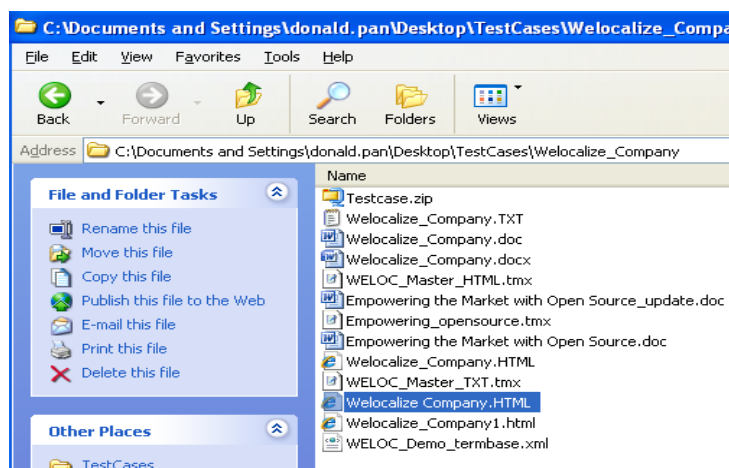 C:\Documents and Settings\donald.pan\Desktop\TestCases\Welocalize_Compa
File Edit View Favorites Tools Help
Back Forward Up Search Folders Views
Address C:\Documents and Settings\donald.pan\Desktop\TestCases\Welocalize_Company
File and Folder Tasks
Rename this file
Move this file
Copy this file
Publish this file to the Web
E-mail this file
Print this file
Delete this file
Other Places
TestCases
Name
Testcase.zip
Welocalize_Company.TXT
Welocalize_Company.doc
Welocalize_Company.docx
WELOC_Master_HTML.tmx
Empowering the Market with Open Source_update.doc
Empowering_opensource.tmx
Empowering the Market with Open Source.doc
Welocalize_Company.HTML
WELOC_Master_TXT.tmx
Welocalize Company.HTML
Welocalize_Company1.html
WELOC_Demo_termbase.xml